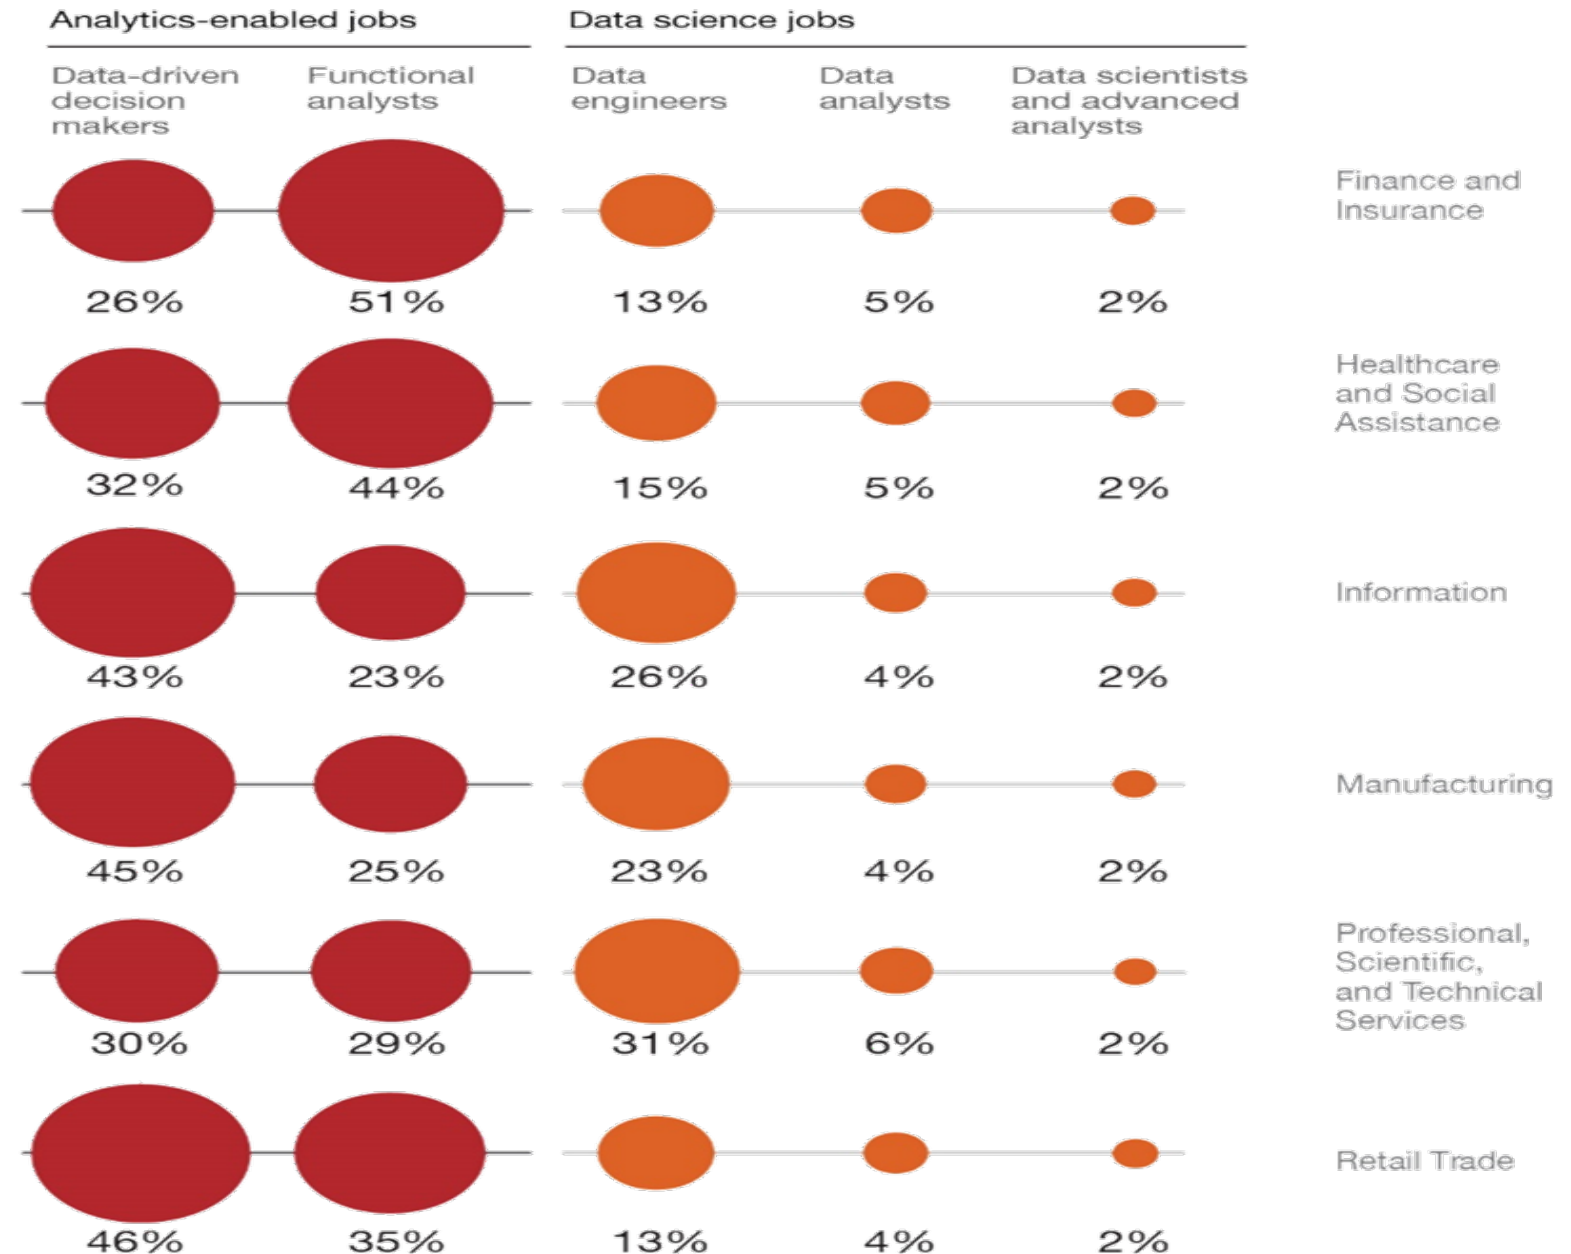 Analytics-enabled jobs
Data science jobs
Data-driven
decision
makers
Functional
analysts
Data
engineers
Data
analysts
Data scientists
and advanced
analysts
Finance and
Insurance
26% 51% 13% 5% 2%
Healthcare
and Social
Assistance
32% 44% 15% 5% 2%
Information
43% 23% 26% 4% 2%
Manufacturing
45% 25% 23% 4% 2%
Professional,
Scientific,
and Technical
Services
30% 29% 31% 6% 2%
Retail Trade
46% 35% 13% 4% 2%